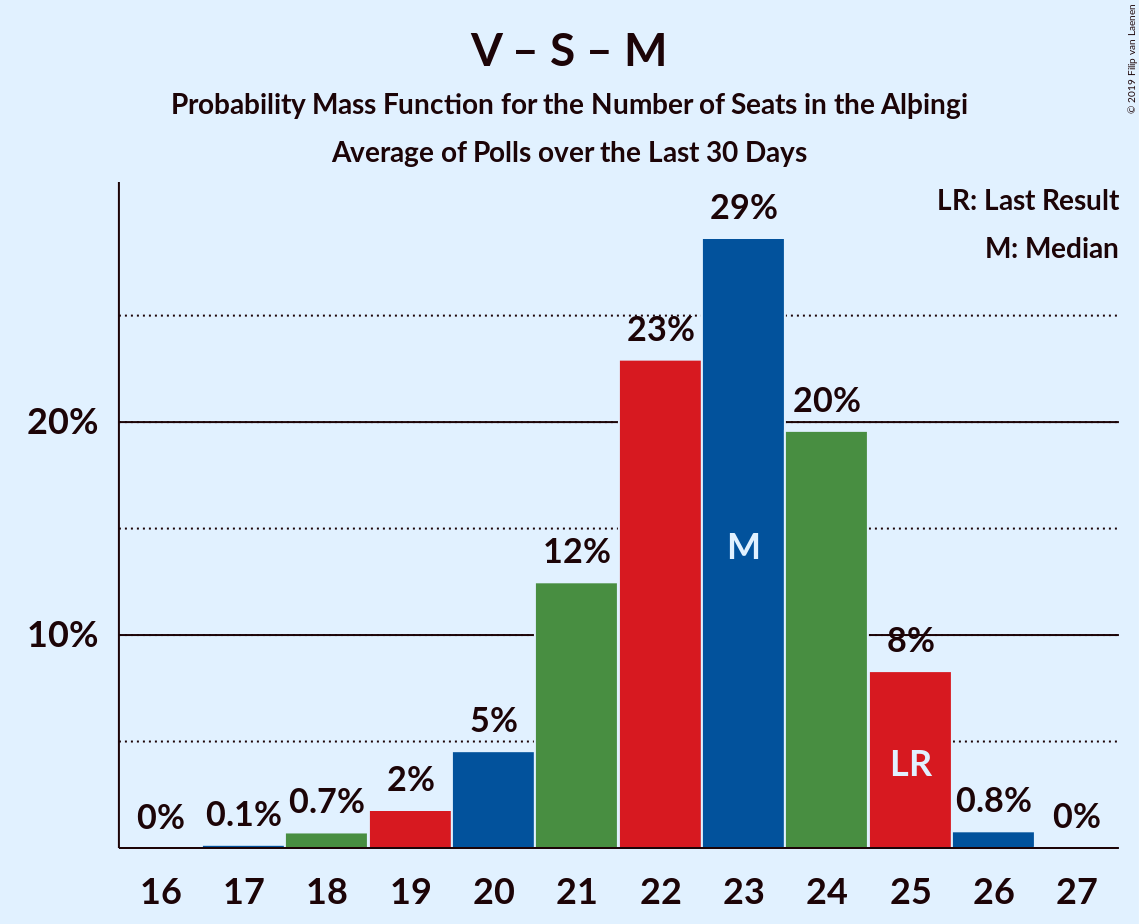 V – S – M
Probability Mass Function for the Number of Seats in the Alþingi
Average of Polls over the Last 30 Days
© 2019 Filip van Laenen
LR: Last Result
M: Median
29%
23%
20%
20%
M
12%
10%
8%
LR
5%
2%
0.7%
0.8%
0%
0.1%
0%
16 17 18 19 20 21 22 23 24 25 26 27